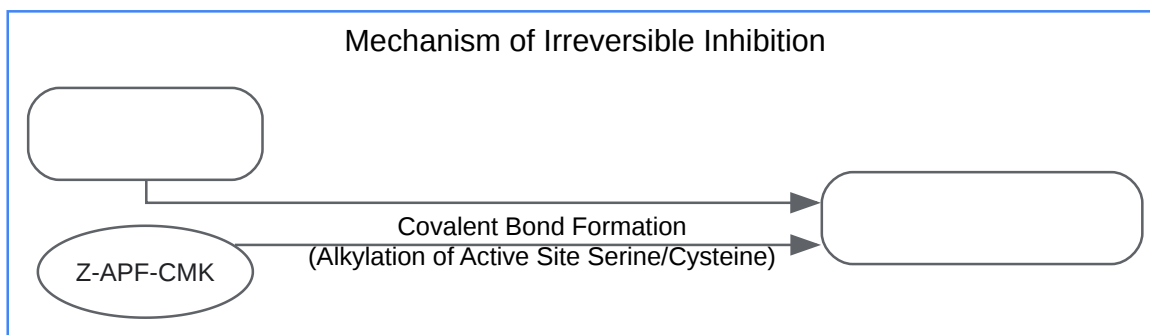 Mechanism of Irreversible Inhibition
Covalent Bond Formation
(Alkylation of Active Site Serine/Cysteine)
Z-APF-CMK